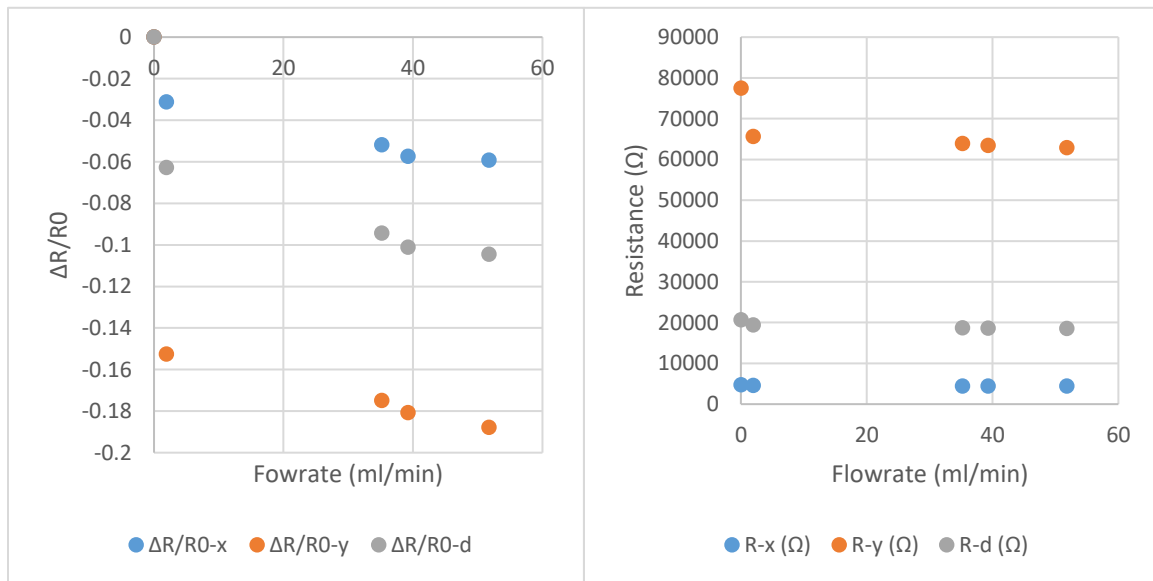 0
-0.02
-0.04
-0.06
-0.08
-0.1
-0.12
-0.14
-0.16
-0.18
-0.2
0 20 40 60
ΔR/R0
Fowrate (ml/min)
ΔR/R0-x ΔR/R0-y ΔR/R0-d
90000
80000
70000
60000
50000
40000
30000
20000
10000
0
0 20 40 60
Resistance (Ω)
Flowrate (ml/min)
R-x (Ω) R-y (Ω) R-d (Ω)